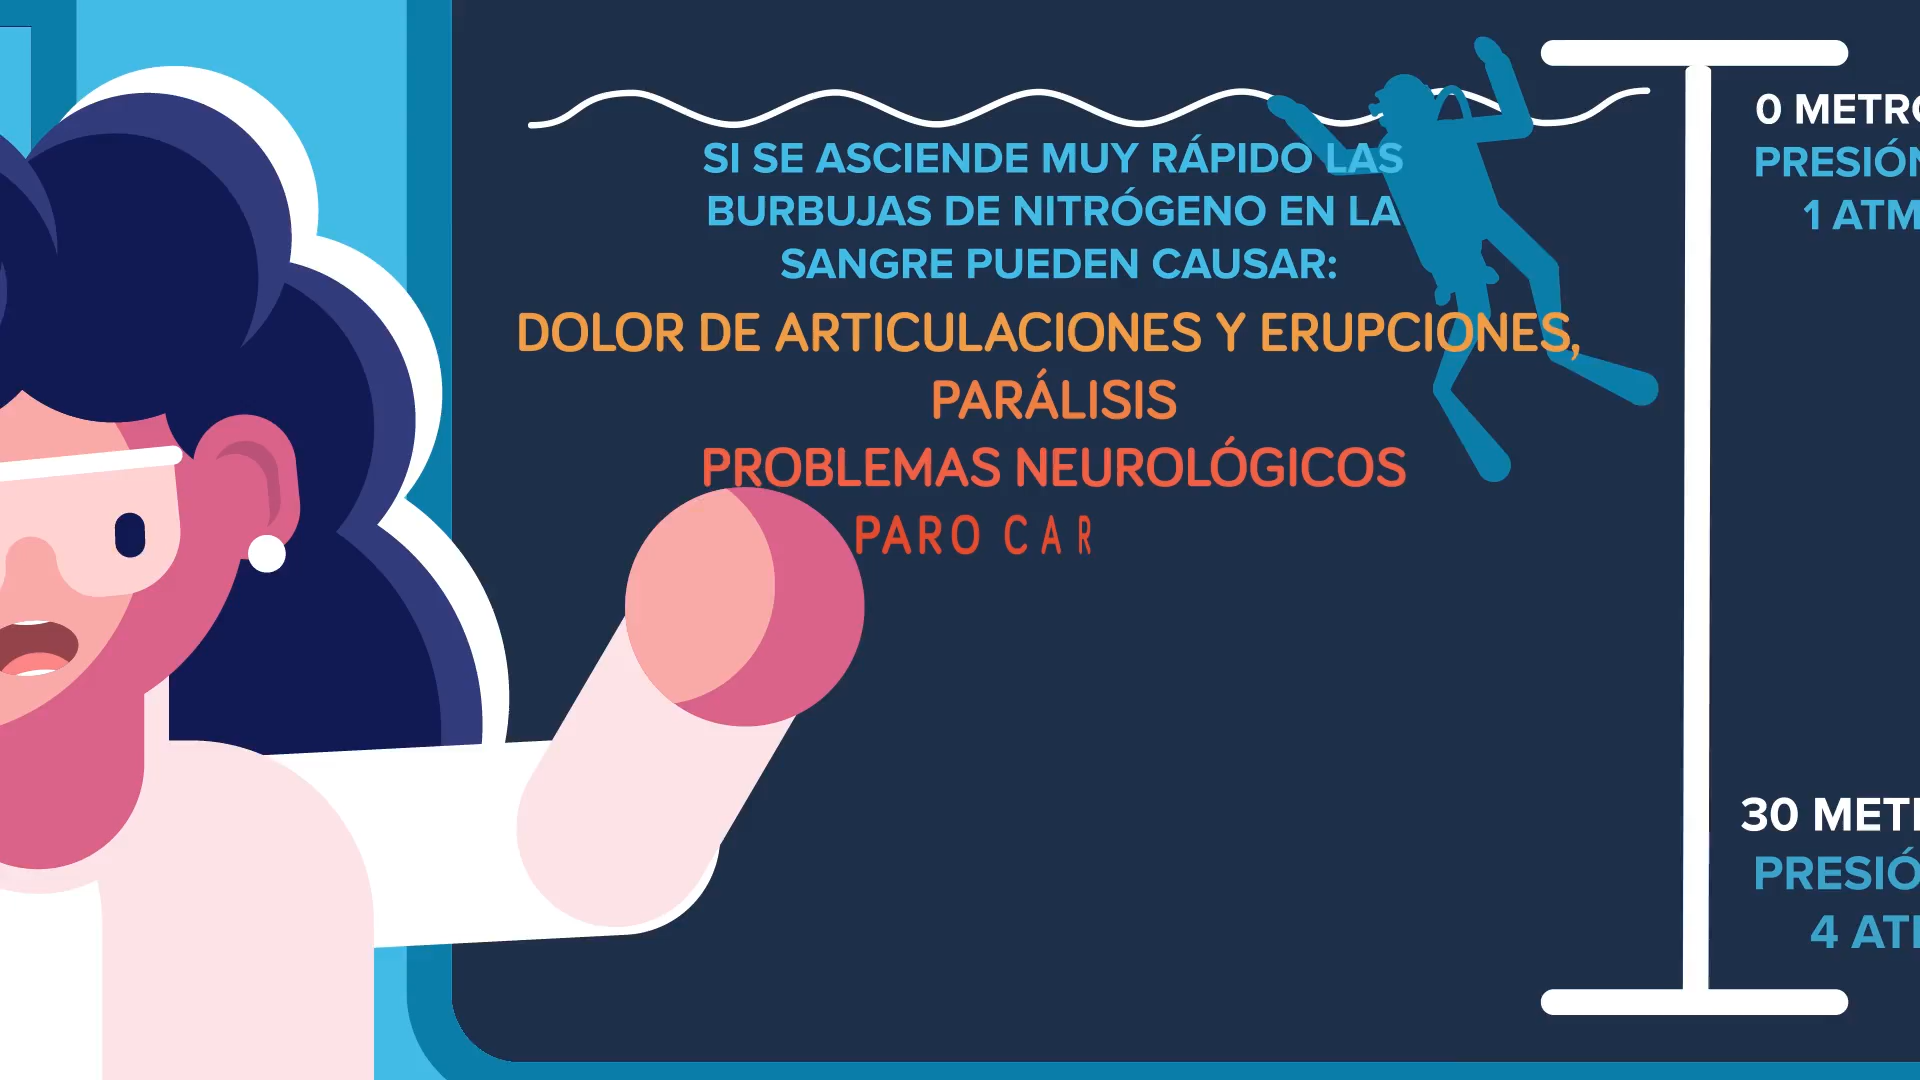 SI SE ASCIENDE MUY RÁPIDO LAS
BURBUJAS DE NITRÓGENO EN LA
SANGRE PUEDEN CAUSAR:
DOLOR DE ARTICULACIONES Y ERUPCIONES,
PARÁLISIS
PROBLEMAS NEUROLÓGICOS
PARO CAR
0 METRO
PRESIÓN
1 ATM
30 MET
PRESIÓ
4 AT